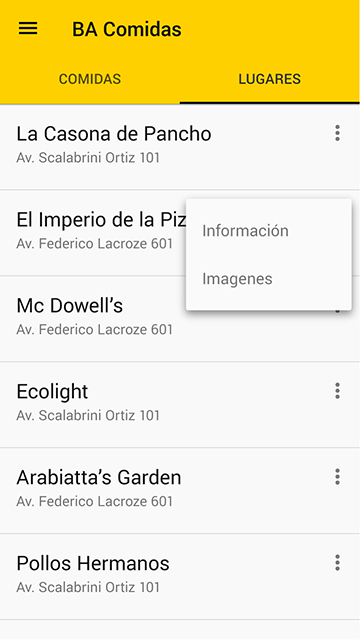 BA Comidas
COMIDAS
LUGARES
La Casona de Pancho
Av. Scalabrini Ortiz 101
El Imperio de la Piz
Av. Federico Lacroze 601
Información
Imagenes
Mc Dowell’s
Av. Federico Lacroze 601
Ecolight
Av. Scalabrini Ortiz 101
Arabiatta’s Garden
Av. Federico Lacroze 601
Pollos Hermanos
Av. Scalabrini Ortiz 101